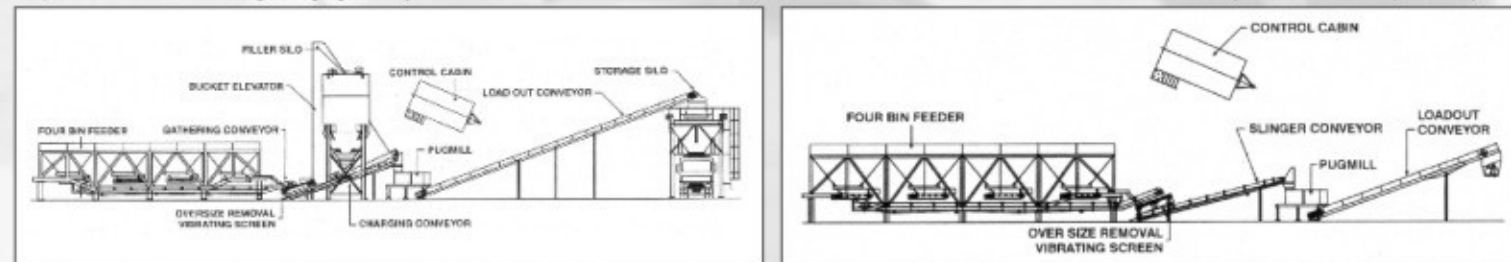 FILLER SILO
CONTROL CABIN
STORAGE SILO
BUCKET ELEVATOR
LOAD OUT CONVEYOR
FOUR BIN FEEDER
GATHERING CONVEYOR
PUGMILL
OVERSIZE REMOVAL
VIBRATING SCREEN
CHARGING CONVEYOR
CONTROL CABIN
FOUR BIN FEEDER
SLINGER CONVEYOR
LOADOUT
CONVEYOR
PUGMILL
OVER SIZE REMOVAL
VIBRATING SCREEN